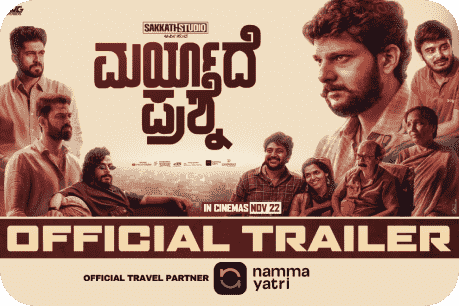 SAKKATH STUDIO
ಮರ್ಯಾದೆ
ಪ್ರಶ್ನೆ
IN CINEMAS NOV 22
OFFICIAL TRAILER
OFFICIAL TRAVEL PARTNER
namma
yatri